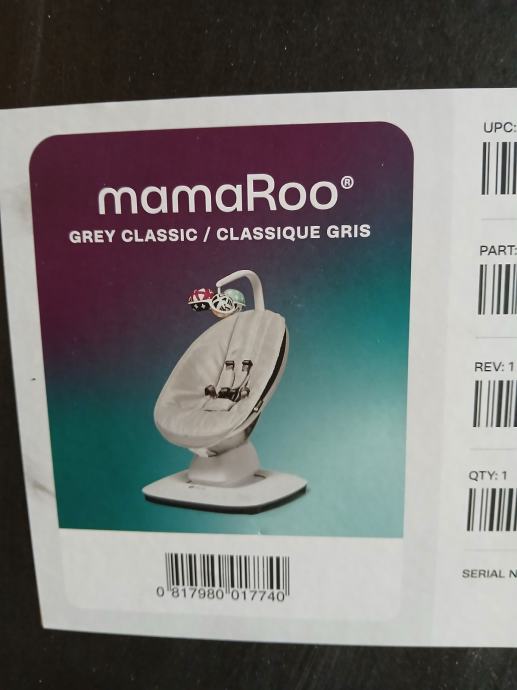 mamaRoo®
GREY CLASSIC / CLASSIQUE GRIS
0 817980 017740
UPC:
PART:
REV: 1
QTY: 1
SERIAL N